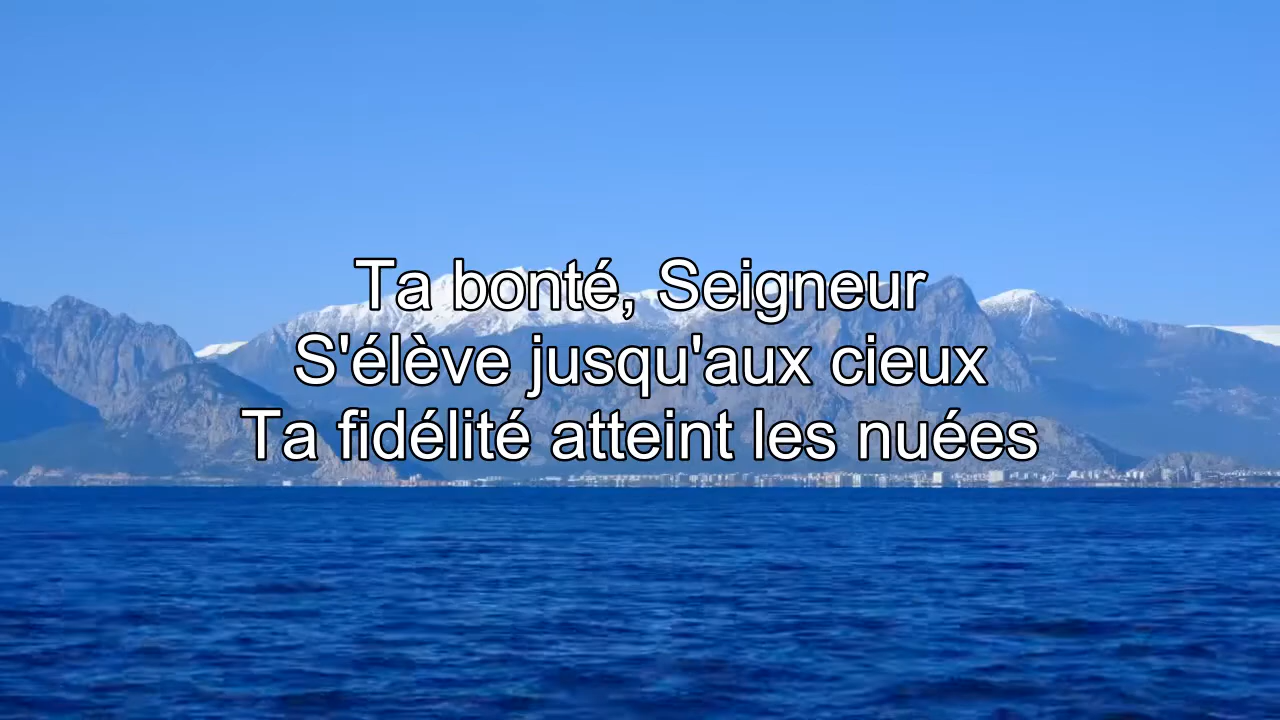 Ta bonté, Seigneur
S'élève jusqu'aux cieux
Ta fidélité atteint les nuées